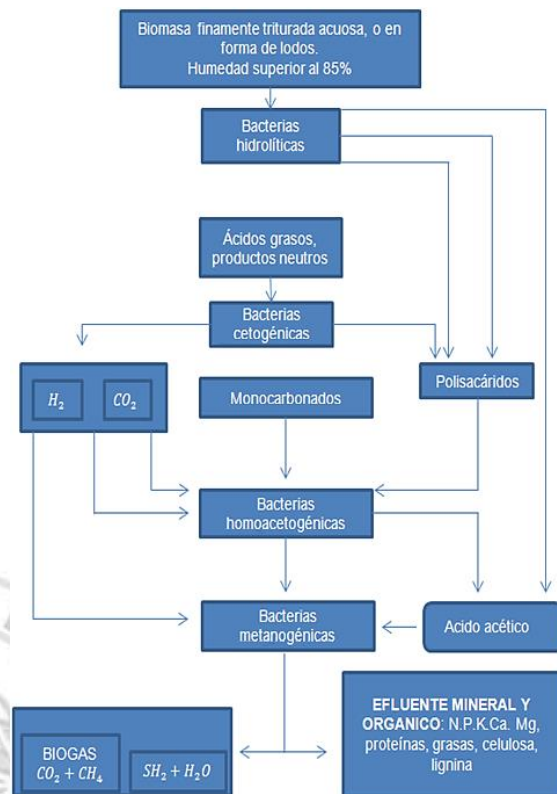 Biomasa finamente triturada acuosa, o en
forma de lodos.
Humedad superior al 85%
Bacterias
hidrolíticas
Ácidos grasos,
productos neutros
Bacterias
cetogénicas
H₂
CO₂
Monocarbonados
Polisacáridos
Bacterias
homoacetogénicas
Bacterias
metanogénicas
Acido acético
BIOGAS
CO₂ + CH₄
SH₂ + H₂O
EFLUENTE MINERAL Y
ORGANICO: N.P.K.Ca. Mg,
proteínas, grasas, celulosa,
lignina